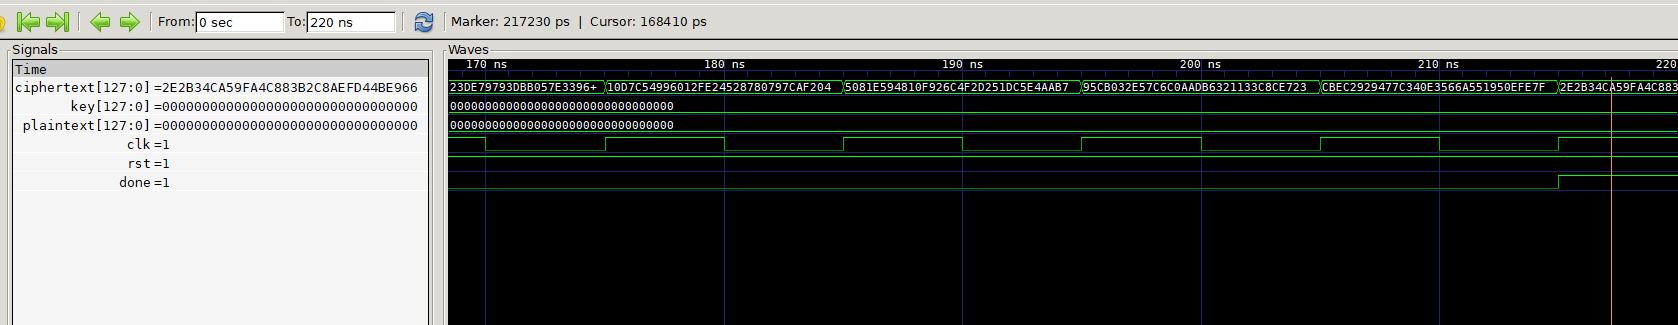 From: 0 sec To: 220 ns Marker: 217230 ps | Cursor: 168410 ps
Signals Waves
Time 170 ns 180 ns 190 ns 200 ns 210 ns 220
ciphertext[127:0] =2E2B34CA59FA4C883B2C8AEFD44BE966 23DE79793DBB057E3396+ 10D7C54996012FE24528780797CAF204 5081E594810F926C4F2D251DC5E4AAB7 95CB032E57C6C0AADB6321133C8CE723 CBEC2929477C340E3566A551950EFE7F 2E2B34CA59FA4C883
key[127:0] =00000000000000000000000000000000 00000000000000000000000000000000
plaintext[127:0] =00000000000000000000000000000000 00000000000000000000000000000000
clk =1
rst =1
done =1